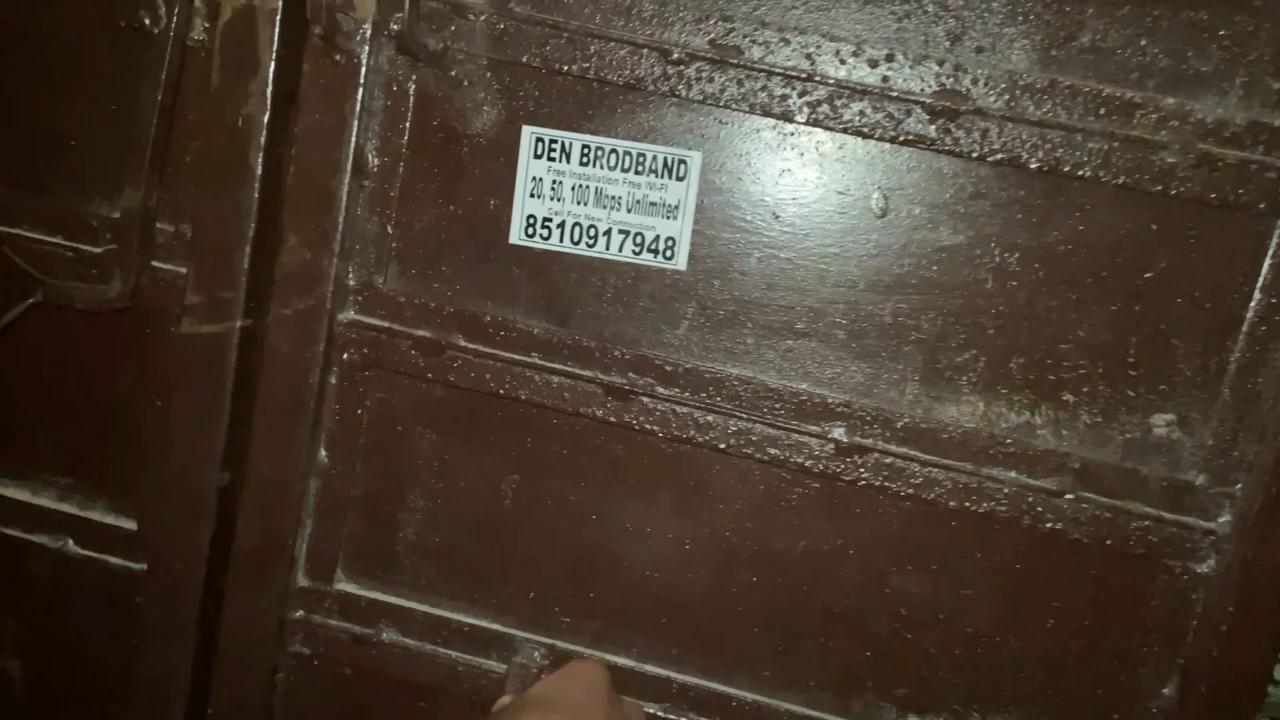 DEN BRODBAND
Free Installation Free WI-FI
20, 50, 100 Mbps Unlimited
Call For New Connection
8510917948